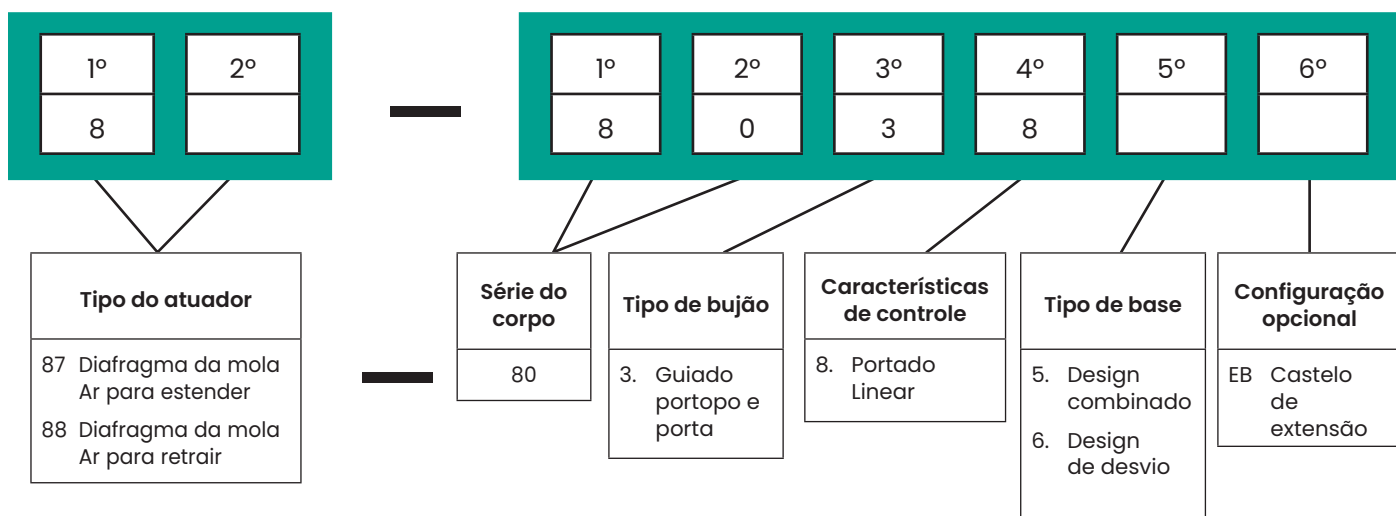 1º 2º 1º 2º 3º 4º 5º 6º
8 8 0 3 8
Tipo do atuador
87 Diafragma da mola
Ar para estender
88 Diafragma da mola
Ar para retrair
Série do
corpo
80
Tipo de bujão
3. Guiado
portopo e
porta
Características
de controle
8. Portado
Linear
Tipo de base
5. Design
combinado
6. Design
de desvio
Configuração
opcional
EB Castelo
de
extensão